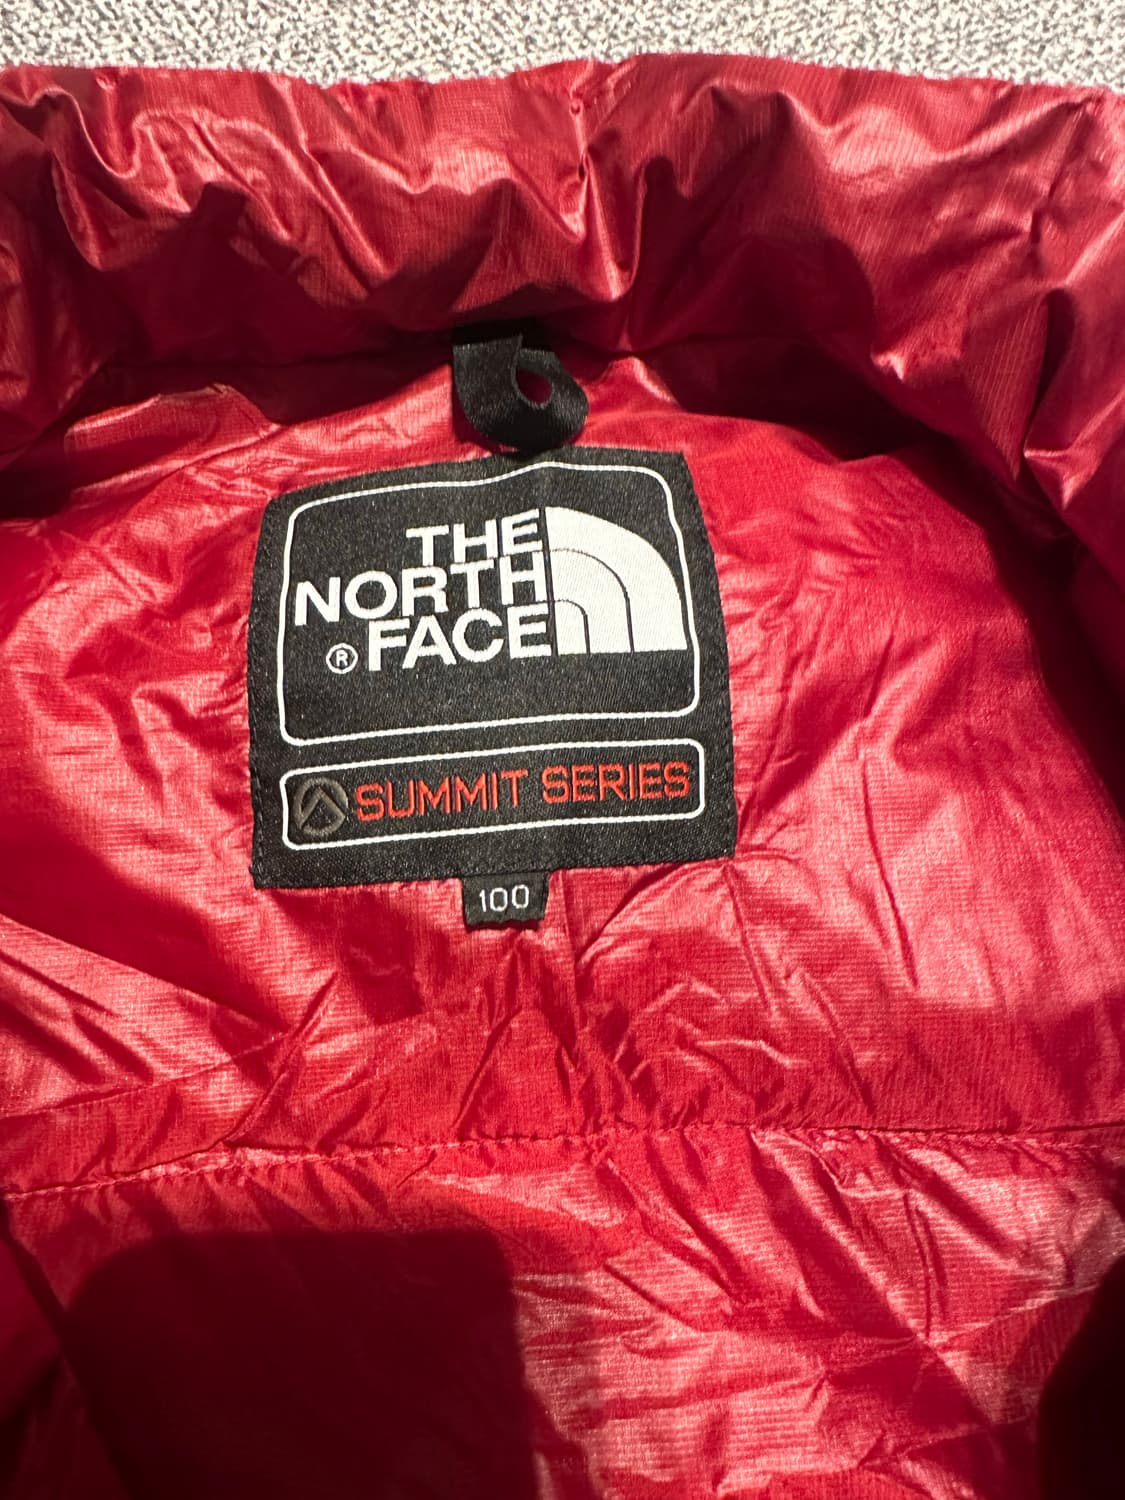 THE
NORTH
® FACE
SUMMIT SERIES
100